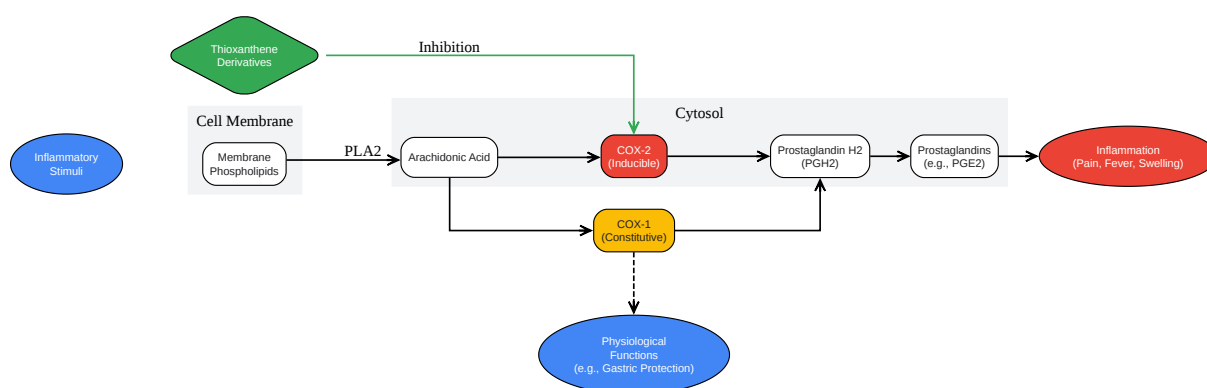 Thioxanthene
Derivatives
Inhibition
Cell Membrane
Cytosol
Inflammatory
Stimuli
Membrane
Phospholipids
PLA2
Arachidonic Acid
COX-2
(Inducible)
Prostaglandin H2
(PGH2)
Prostaglandins
(e.g., PGE2)
Inflammation
(Pain, Fever, Swelling)
COX-1
(Constitutive)
Physiological
Functions
(e.g., Gastric Protection)